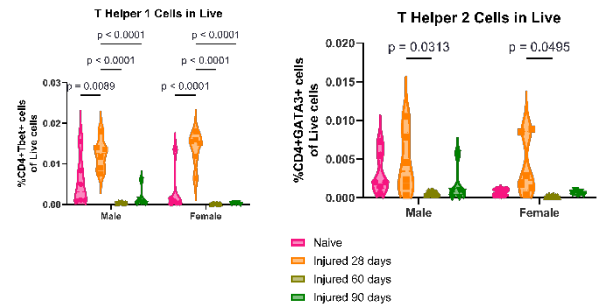 T Helper 1 Cells in Live
p < 0.0001
p < 0.0001
p < 0.0001
p < 0.0001
p = 0.0089
p < 0.0001
%CD4+Tbet+ cells
of Live cells
0.03
0.02
0.01
0.00
Male
Female
T Helper 2 Cells in Live
p = 0.0313
p = 0.0495
%CD4+GATA3+ cells
of Live cells
0.020
0.015
0.010
0.005
0.000
Male
Female
Naive
Injured 28 days
Injured 60 days
Injured 90 days